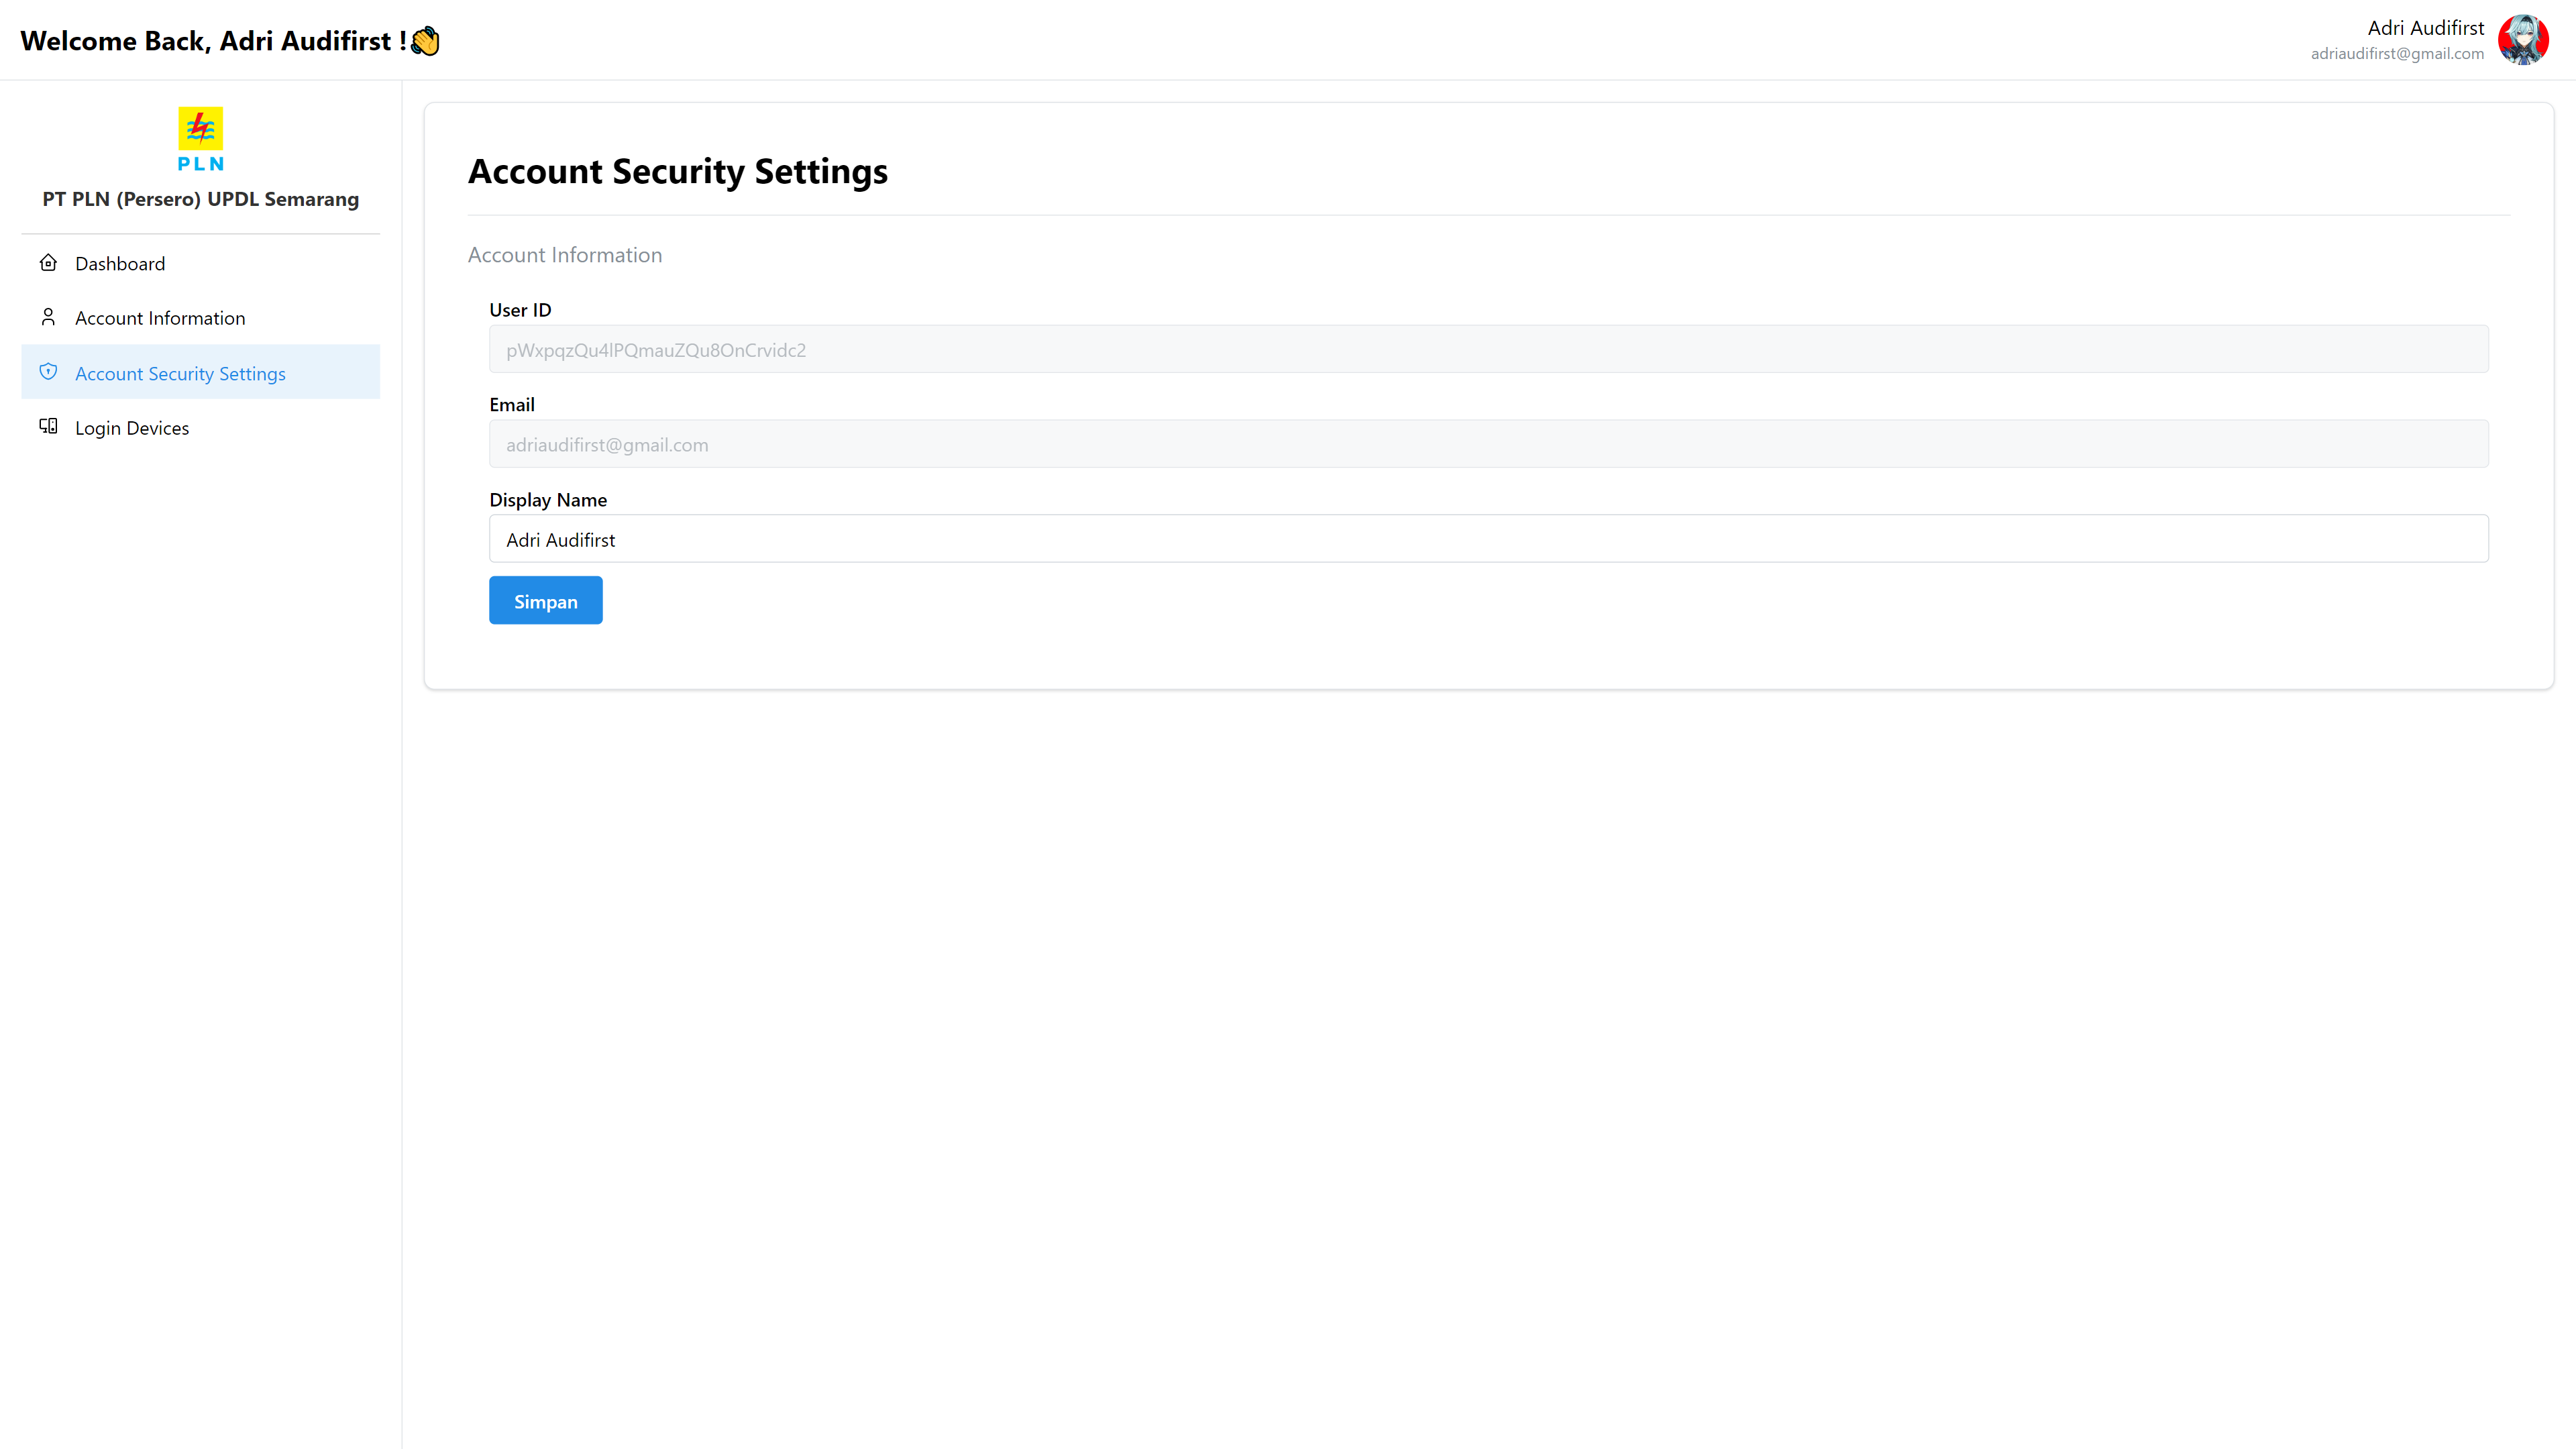 Welcome Back, Adri Audifirst !👋
Adri Audifirst
adriaudifirst@gmail.com
PLN
PT PLN (Persero) UPDL Semarang
Dashboard
Account Information
Account Security Settings
Login Devices
Account Security Settings
Account Information
User ID
pWxpqzQu4lPQmauZQu8OnCrvidc2
Email
adriaudifirst@gmail.com
Display Name
Adri Audifirst
Simpan